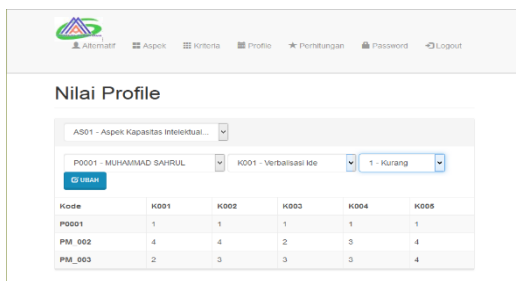 Alternatif Aspek Kriteria Profile Perhitungan Password Logout
Nilai Profile
AS01 - Aspek Kapasitas Intelektual...
P0001 - MUHAMMAD SAHRUL K001 - Verbalisasi Ide 1 - Kurang
UBAH
Kode K001 K002 K003 K004 K005
P0001 1 1 1 1 1
PM_002 4 4 2 3 4
PM_003 2 3 3 3 4